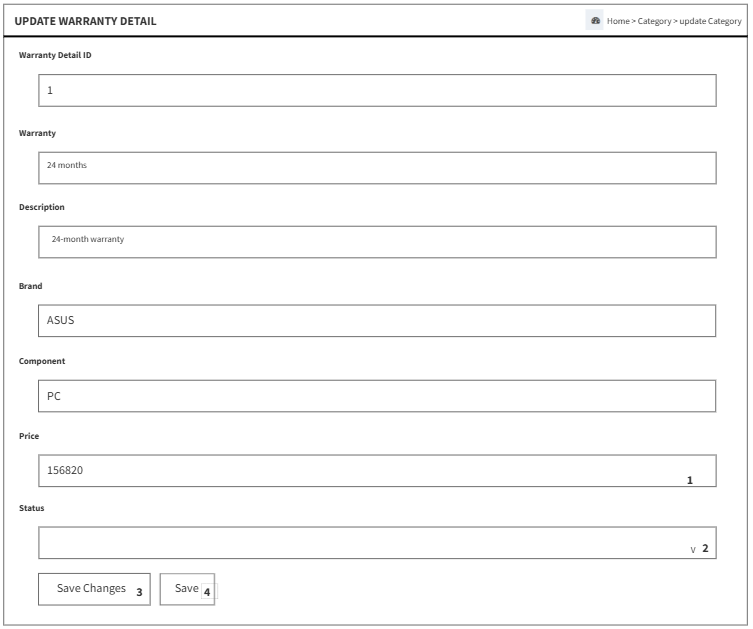 UPDATE WARRANTY DETAIL
Home > Category > update Category
Warranty Detail ID
1
Warranty
24 months
Description
24-month warranty
Brand
ASUS
Component
PC
Price
156820
1
Status
v 2
Save Changes 3 Save 4